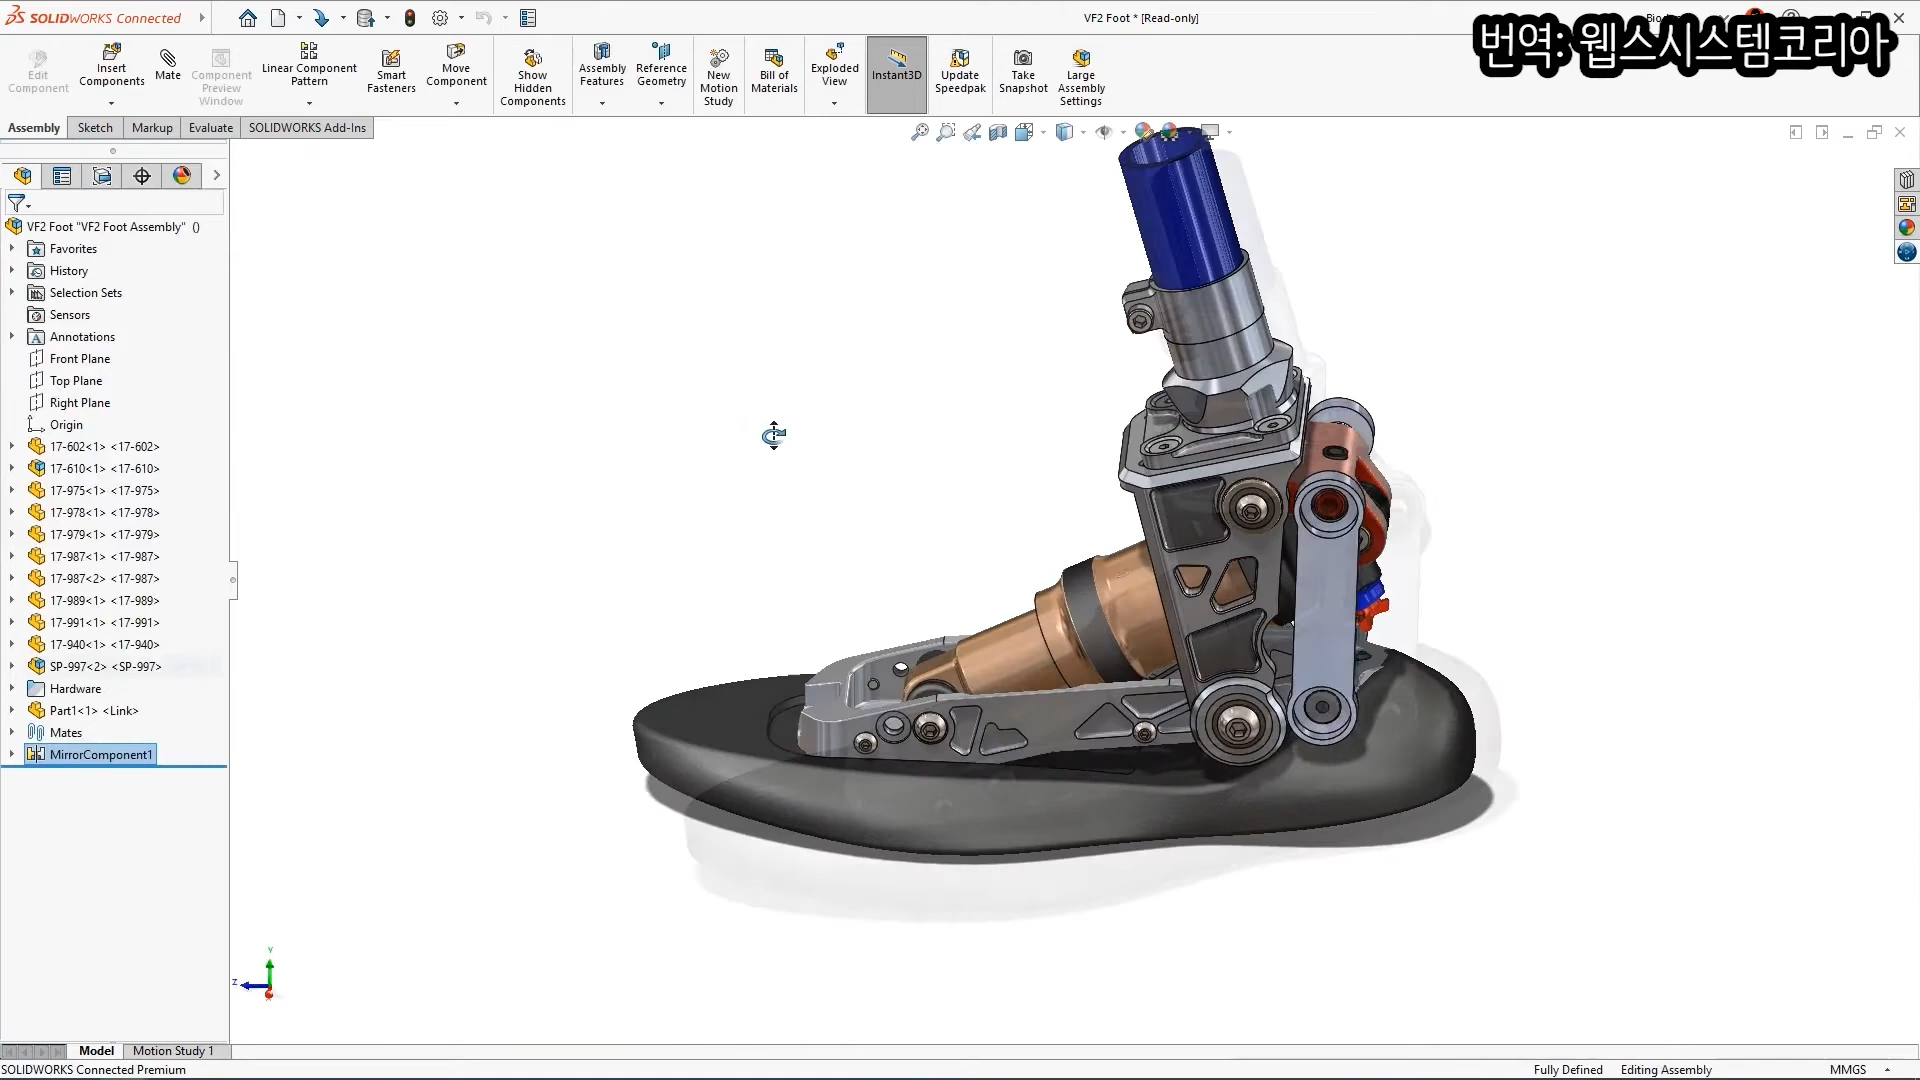 SOLIDWORKS Connected
VF2 Foot * [Read-only]
번역: 웹스시스템코리아
Edit Component
Insert Components
Mate
Component Preview Window
Linear Component Pattern
Smart Fasteners
Move Component
Show Hidden Components
Assembly Features
Reference Geometry
New Motion Study
Bill of Materials
Exploded View
Instant3D
Update Speedpak
Take Snapshot
Large Assembly Settings
Assembly Sketch Markup Evaluate SOLIDWORKS Add-Ins
VF2 Foot "VF2 Foot Assembly" ()
Favorites
History
Selection Sets
Sensors
Annotations
Front Plane
Top Plane
Right Plane
Origin
17-602<1> <17-602>
17-610<1> <17-610>
17-975<1> <17-975>
17-978<1> <17-978>
17-979<1> <17-979>
17-987<1> <17-987>
17-987<2> <17-987>
17-989<1> <17-989>
17-991<1> <17-991>
17-940<1> <17-940>
SP-997<2> <SP-997>
Hardware
Part1<1> <Link>
Mates
MirrorComponent1
Y
Z
Model Motion Study 1
SOLIDWORKS Connected Premium
Fully Defined Editing Assembly MMGS